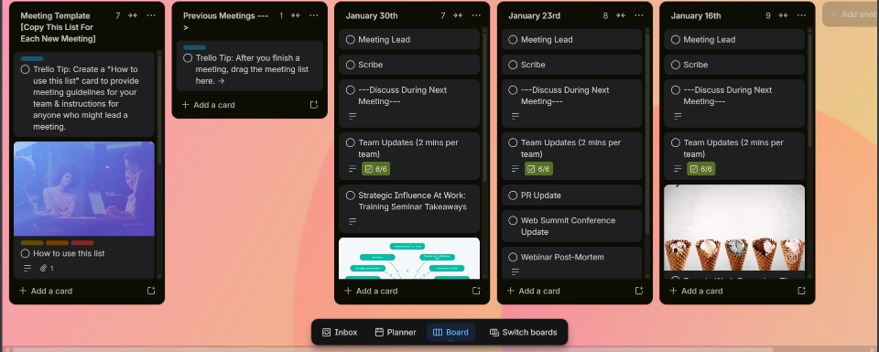 Meeting Template
[Copy This List For
Each New Meeting]
7
Trello Tip: Create a "How to
use this list" card to provide
meeting guidelines for your
team & instructions for
anyone who might lead a
meeting.
How to use this list
1
+ Add a card
Previous Meetings ---
>
1
Trello Tip: After you finish a
meeting, drag the meeting list
here. →
+ Add a card
January 30th
7
Meeting Lead
Scribe
---Discuss During Next
Meeting---
Team Updates (2 mins per
team)
6/6
Strategic Influence At Work:
Training Seminar Takeaways
+ Add a card
January 23rd
8
Meeting Lead
Scribe
---Discuss During Next
Meeting---
Team Updates (2 mins per
team)
6/6
PR Update
Web Summit Conference
Update
Webinar Post-Mortem
+ Add a card
January 16th
9
Meeting Lead
Scribe
---Discuss During Next
Meeting---
Team Updates (2 mins per
team)
6/6
+ Add a card
+ Add anot
Inbox
Planner
Board
Switch boards